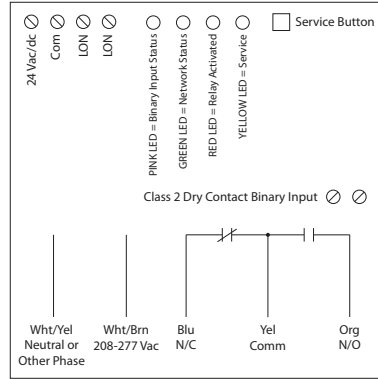 24 Vac/dc
Com
LON
LON
PINK LED = Binary Input Status
GREEN LED = Network Status
RED LED = Relay Activated
YELLOW LED = Service
Service Button
Class 2 Dry Contact Binary Input
Wht/Yel
Neutral or
Other Phase
Wht/Brn
208-277 Vac
Blu
N/C
Yel
Comm
Org
N/O